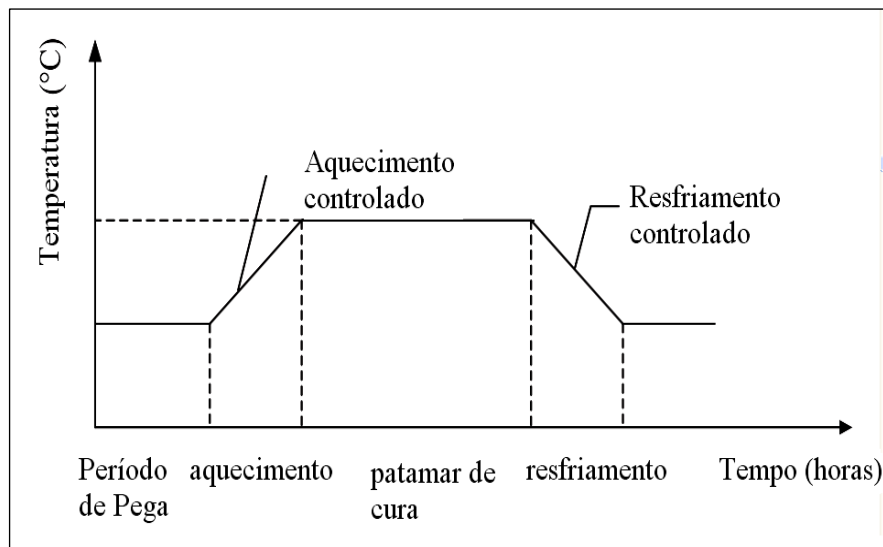 Temperatura (°C)
Aquecimento
controlado
Resfriamento
controlado
Período
de Pega
aquecimento
patamar de
cura
resfriamento
Tempo (horas)